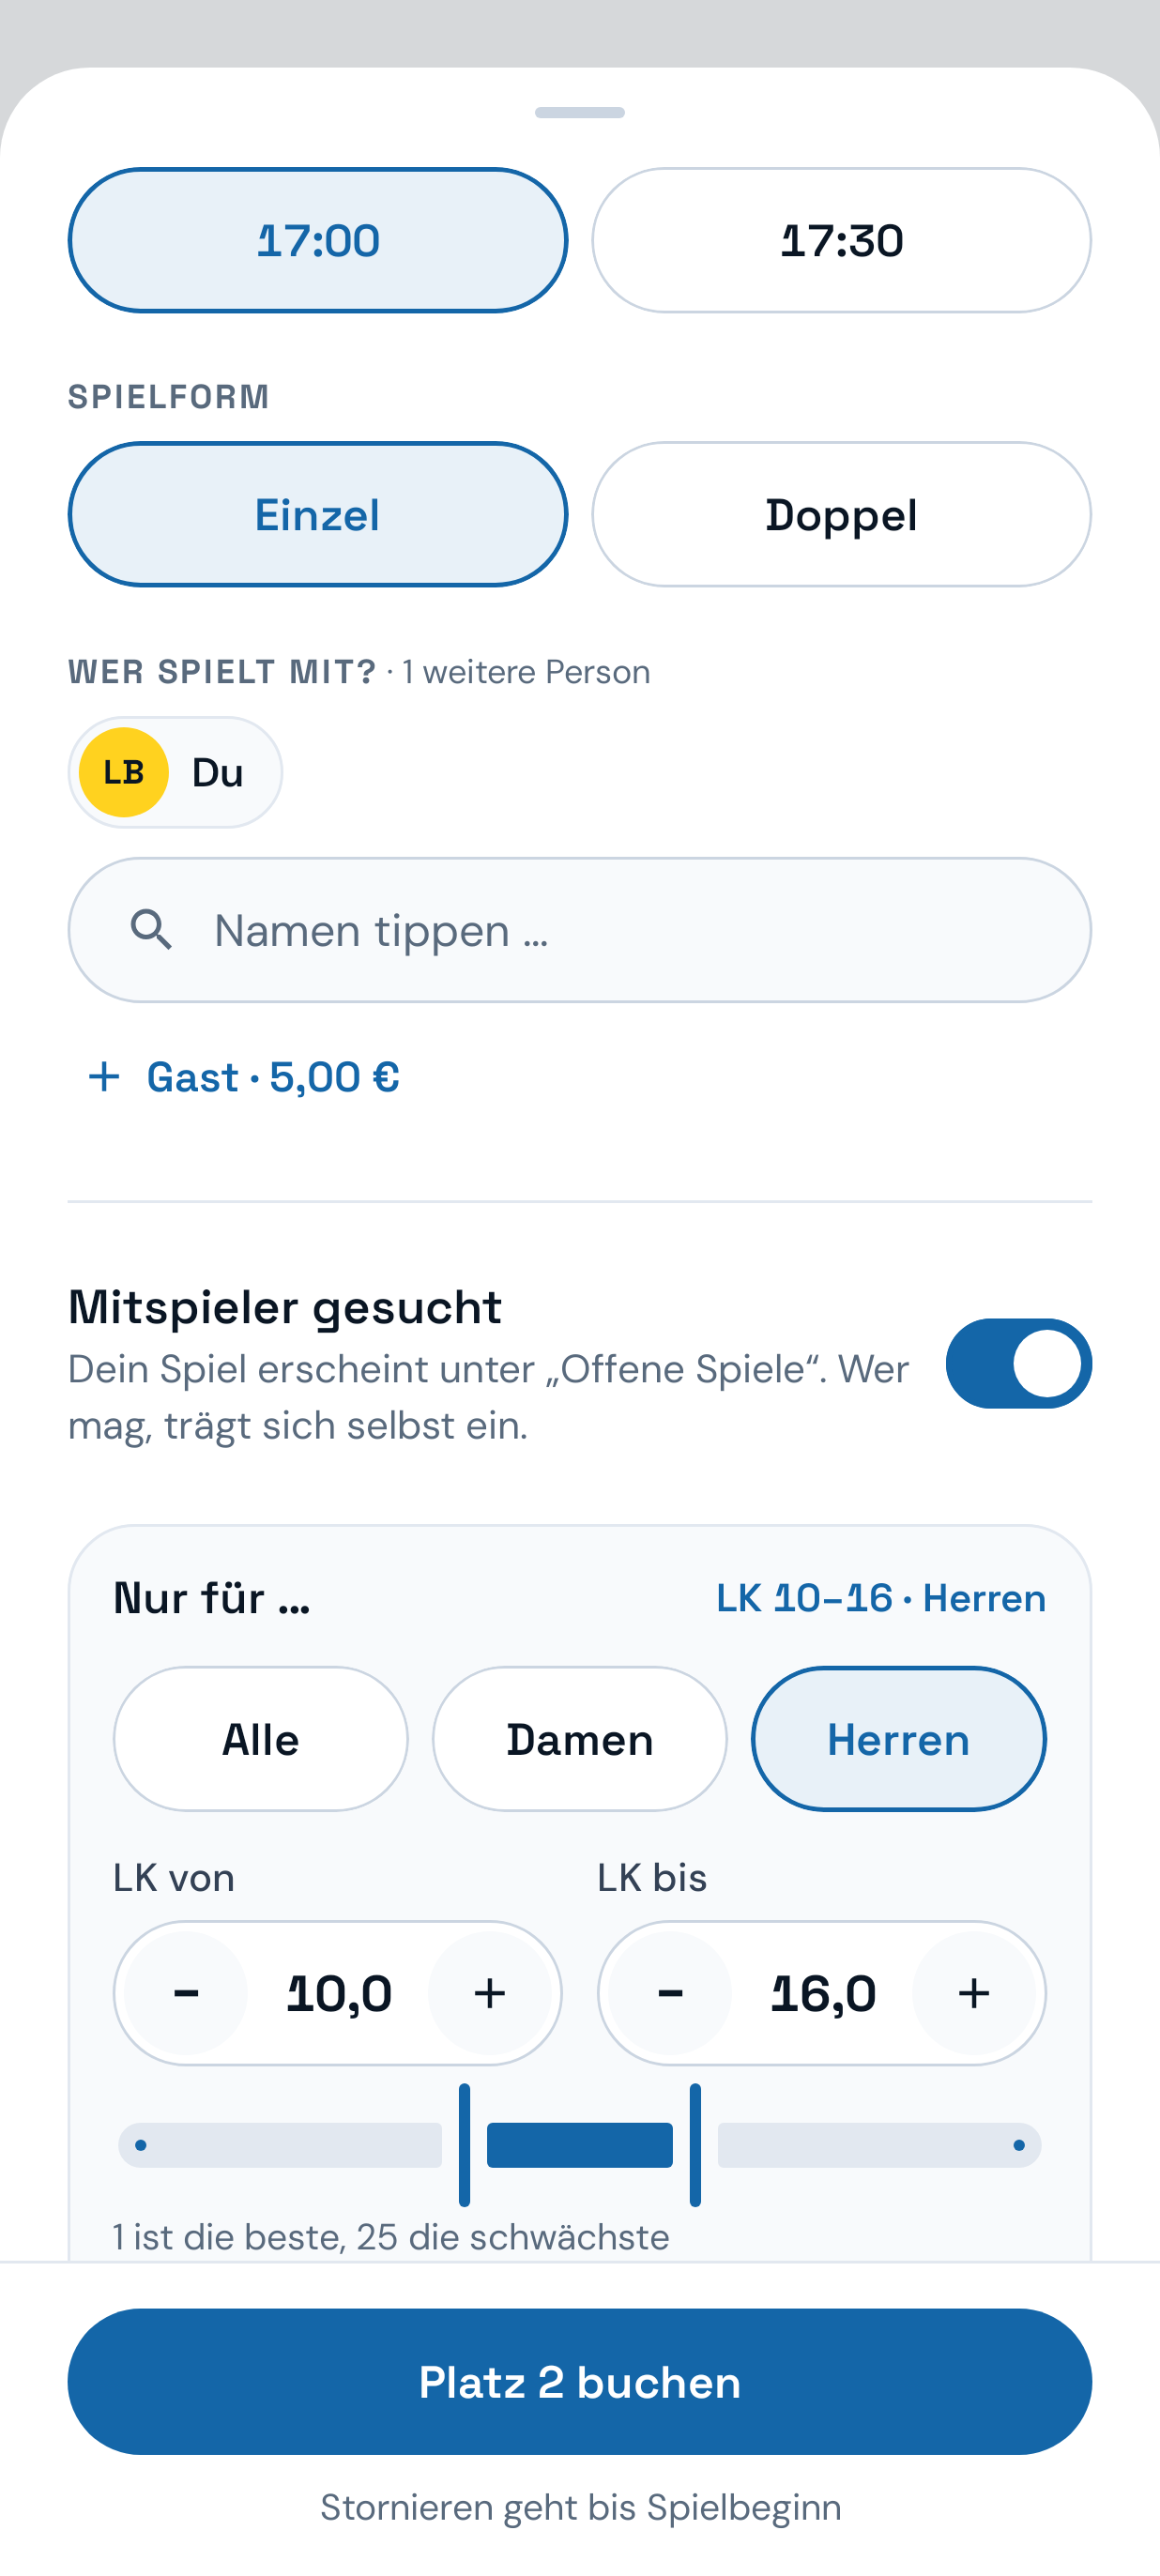 17:00 17:30
SPIELFORM
Einzel Doppel
WER SPIELT MIT? · 1 weitere Person
LB Du
Namen tippen ...
+ Gast · 5,00 €
Mitspieler gesucht
Dein Spiel erscheint unter „Offene Spiele“. Wer
mag, trägt sich selbst ein.
Nur für ... LK 10–16 · Herren
Alle Damen Herren
LK von LK bis
− 10,0 + − 16,0 +
1 ist die beste, 25 die schwächste
Platz 2 buchen
Stornieren geht bis Spielbeginn